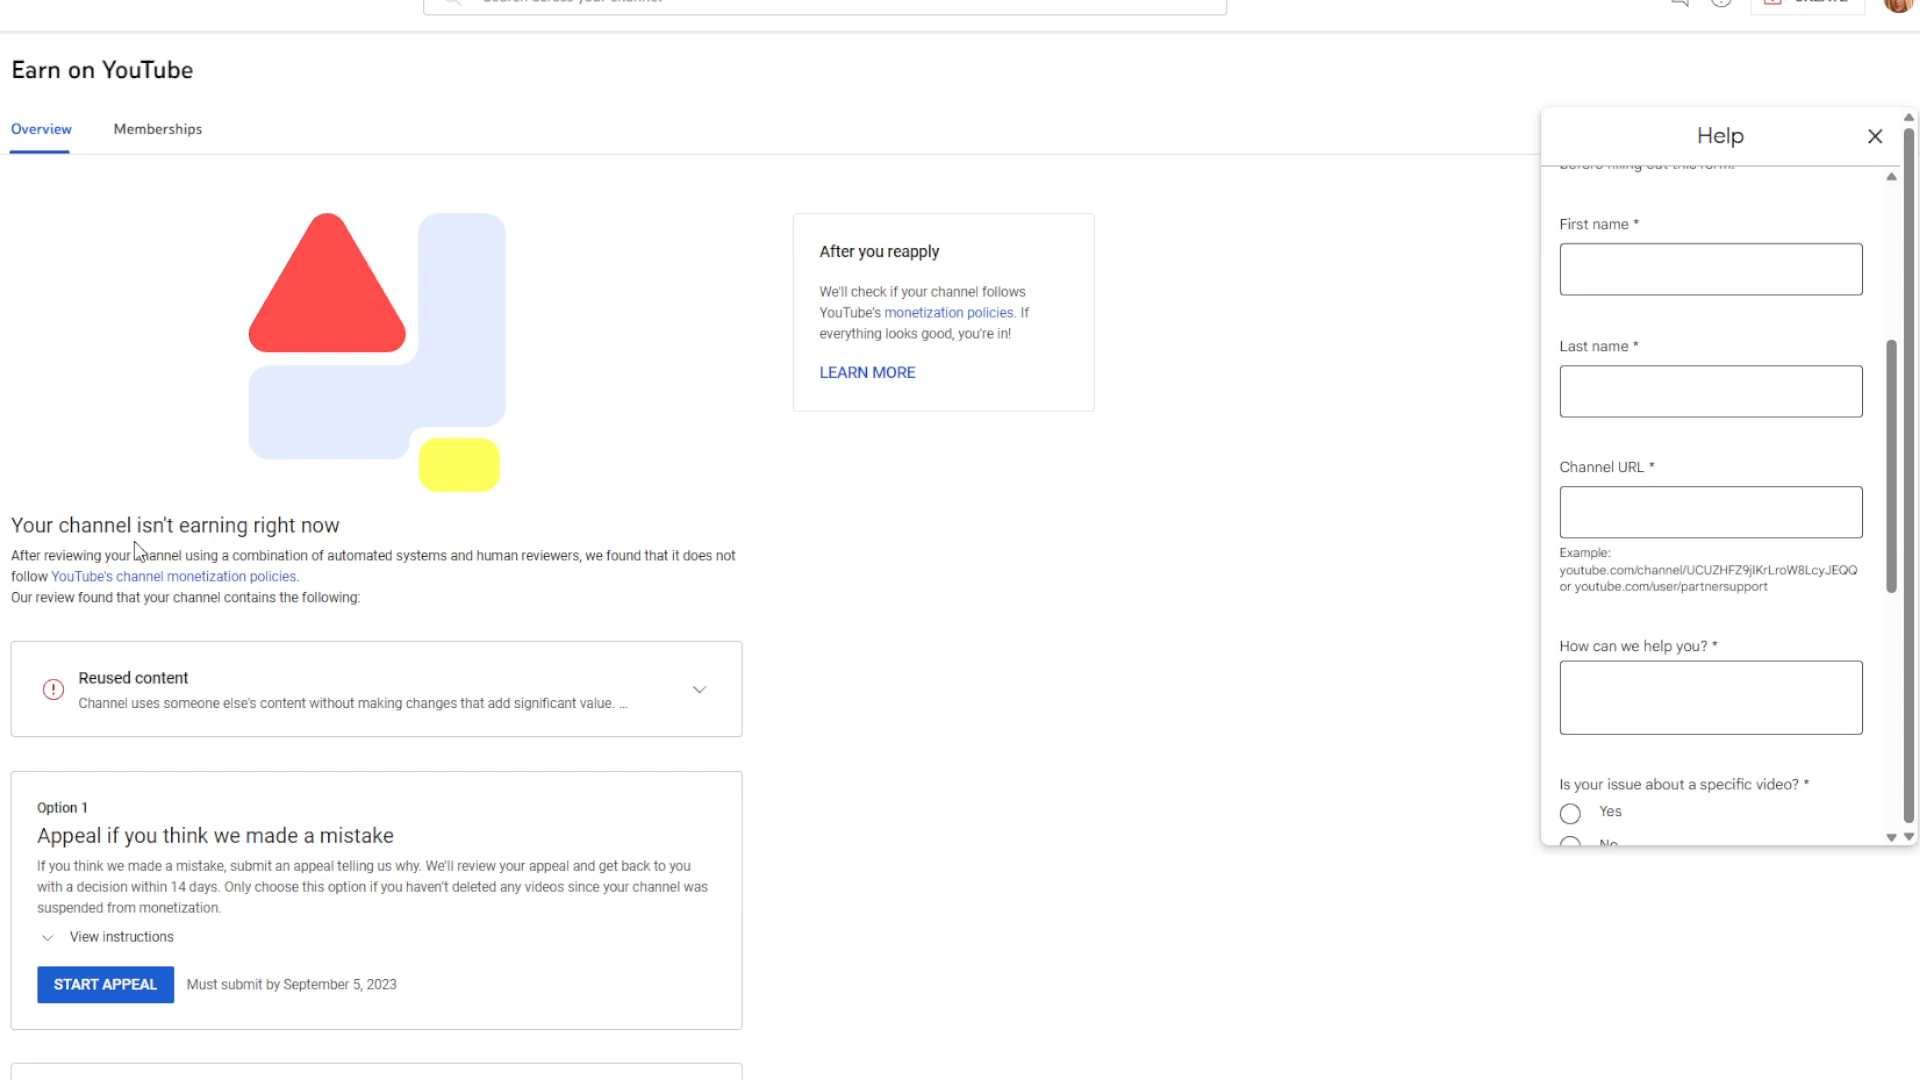 Earn on YouTube
Overview
Memberships
After you reapply
We'll check if your channel follows
YouTube's monetization policies. If
everything looks good, you're in!
LEARN MORE
Your channel isn't earning right now
After reviewing your channel using a combination of automated systems and human reviewers, we found that it does not
follow YouTube's channel monetization policies.
Our review found that your channel contains the following:
Reused content
Channel uses someone else's content without making changes that add significant value. ...
Option 1
Appeal if you think we made a mistake
If you think we made a mistake, submit an appeal telling us why. We'll review your appeal and get back to you
with a decision within 14 days. Only choose this option if you haven't deleted any videos since your channel was
suspended from monetization.
View instructions
START APPEAL
Must submit by September 5, 2023
Help
before filling out this form.
First name *
Last name *
Channel URL *
Example:
youtube.com/channel/UCUZHFZ9jIKrLroW8LcyJEQQ
or youtube.com/user/partnersupport
How can we help you? *
Is your issue about a specific video? *
Yes
No